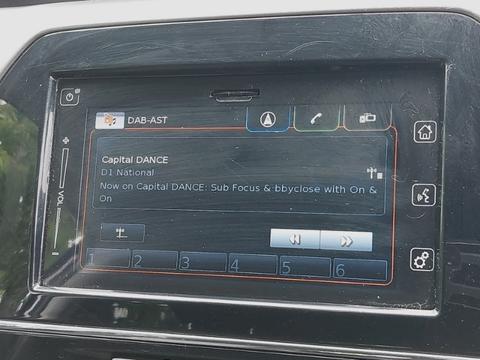 DAB-AST
Capital DANCE
D1 National
Now on Capital DANCE: Sub Focus & bbyclose with On &
On
VOL
1 2 3 4 5 6